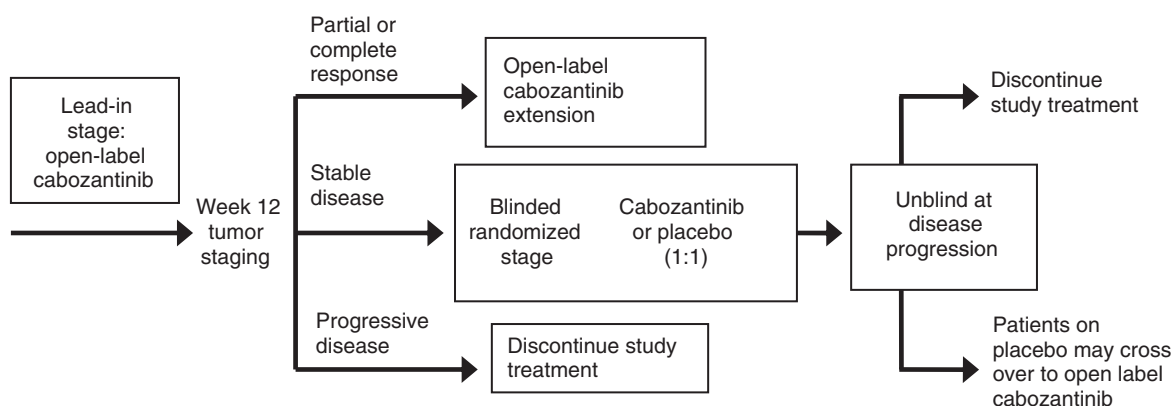 Lead-in
stage:
open-label
cabozantinib
Week 12
tumor
staging
Partial or
complete
response
Open-label
cabozantinib
extension
Stable
disease
Blinded
randomized
stage
Cabozantinib
or placebo
(1:1)
Progressive
disease
Discontinue study
treatment
Unblind at
disease
progression
Discontinue
study treatment
Patients on
placebo may cross
over to open label
cabozantinib